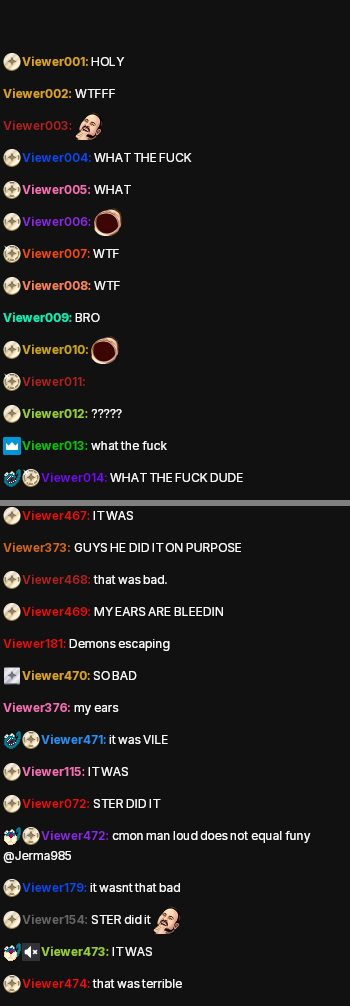 Viewer001: HOLY
Viewer002: WTFFF
Viewer003:
Viewer004: WHAT THE FUCK
Viewer005: WHAT
Viewer006:
Viewer007: WTF
Viewer008: WTF
Viewer009: BRO
Viewer010:
Viewer011:
Viewer012: ?????
Viewer013: what the fuck
Viewer014: WHAT THE FUCK DUDE
Viewer467: IT WAS
Viewer373: GUYS HE DID IT ON PURPOSE
Viewer468: that was bad.
Viewer469: MY EARS ARE BLEEDIN
Viewer181: Demons escaping
Viewer470: SO BAD
Viewer376: my ears
Viewer471: it was VILE
Viewer115: IT WAS
Viewer072: STER DID IT
Viewer472: cmon man loud does not equal funy
@Jerma985
Viewer179: it wasnt that bad
Viewer154: STER did it
Viewer473: IT WAS
Viewer474: that was terrible